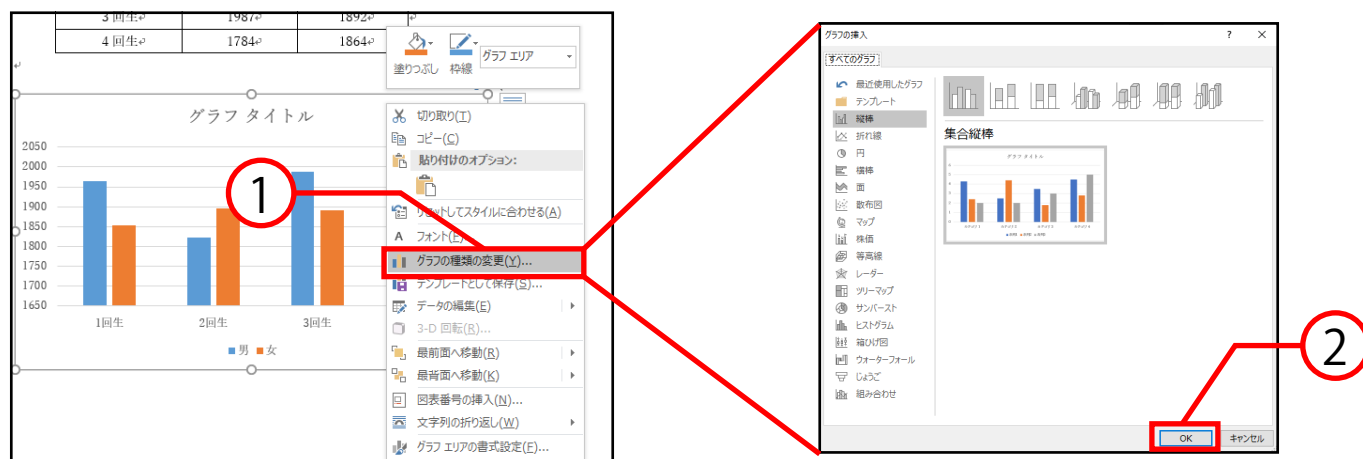 3 回生 1987 1892
4 回生 1784 1864
塗りつぶし 枠線 グラフ エリア
グラフ タイトル
2050
2000
1950
1900
1850
1800
1750
1700
1650
1回生 2回生 3回生
男 女
切り取り(T)
コピー(C)
貼り付けのオプション:
リセットしてスタイルに合わせる(A)
A フォント(F)
グラフの種類の変更(Y)...
テンプレートとして保存(S)...
データの編集(E)
3-D 回転(R)...
最前面へ移動(R)
最背面へ移動(K)
図表番号の挿入(N)...
文字列の折り返し(W)
グラフ エリアの書式設定(F)...
1
グラフの挿入 ? ×
すべてのグラフ
最近使用したグラフ
テンプレート
縦棒
折れ線
円
横棒
面
散布図
マップ
株価
等高線
レーダー
ツリーマップ
サンバースト
ヒストグラム
箱ひげ図
ウォーターフォール
じょうご
組み合わせ
集合縦棒
グラフ タイトル
OK キャンセル
2